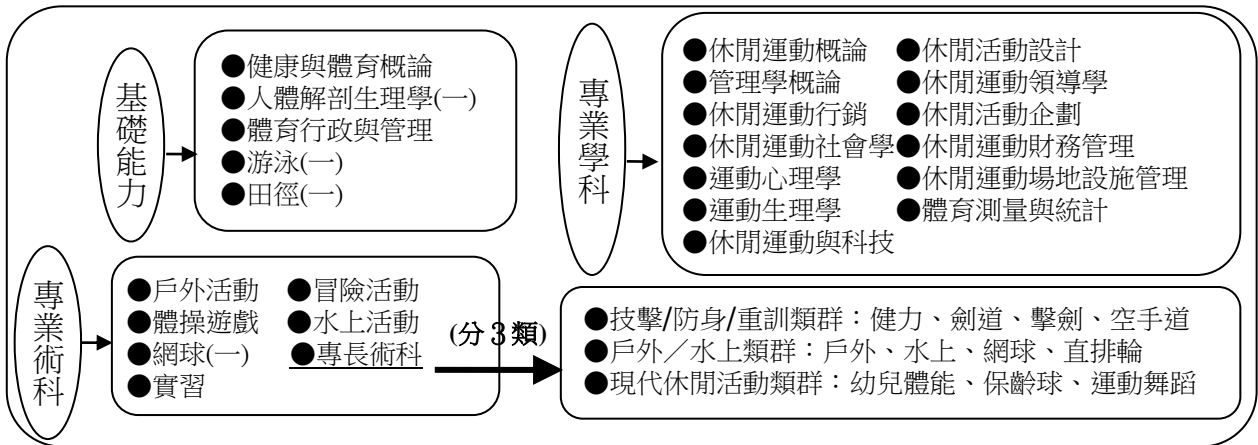 基礎能力
●健康與體育概論
●人體解剖生理學(一)
●體育行政與管理
●游泳(一)
●田徑(一)
專業學科
●休閒運動概論 ●休閒活動設計
●管理學概論 ●休閒運動領導學
●休閒運動行銷 ●休閒活動企劃
●休閒運動社會學●休閒運動財務管理
●運動心理學 ●休閒運動場地設施管理
●運動生理學 ●體育測量與統計
●休閒運動與科技
專業術科
●戶外活動 ●冒險活動
●體操遊戲 ●水上活動
●網球(一) ●專長術科
●實習
(分3類)
●技擊/防身/重訓類群：健力、劍道、擊劍、空手道
●戶外／水上類群：戶外、水上、網球、直排輪
●現代休閒活動類群：幼兒體能、保齡球、運動舞蹈